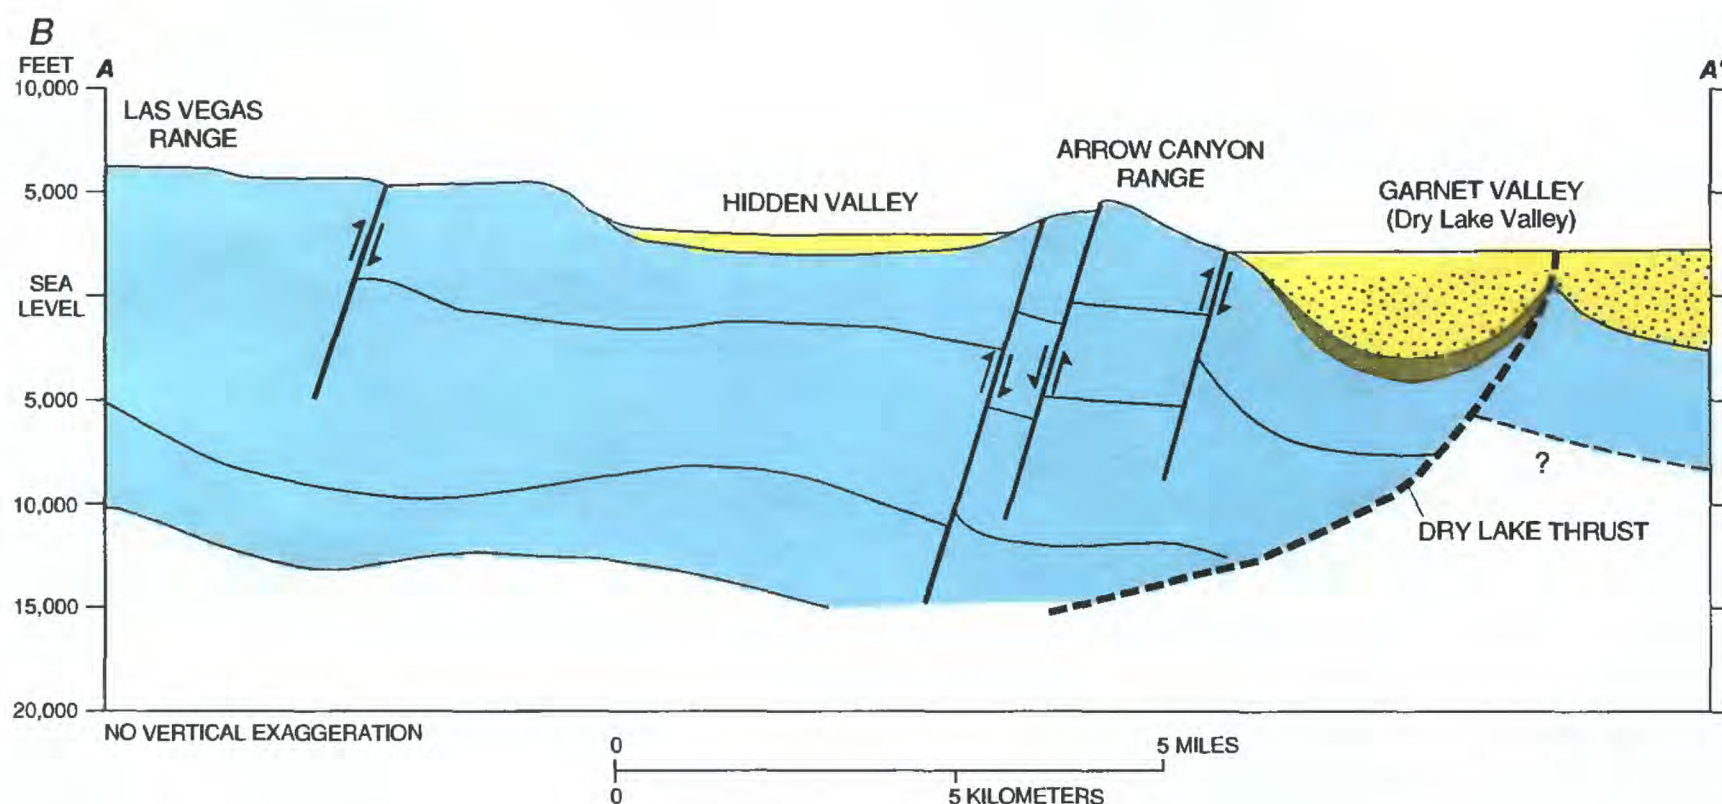 B
FEET
A
A'
10,000
LAS VEGAS
RANGE
ARROW CANYON
RANGE
5,000
HIDDEN VALLEY
GARNET VALLEY
(Dry Lake Valley)
SEA
LEVEL
5,000
?
10,000
DRY LAKE THRUST
15,000
20,000
NO VERTICAL EXAGGERATION
0
5 MILES
0
5 KILOMETERS